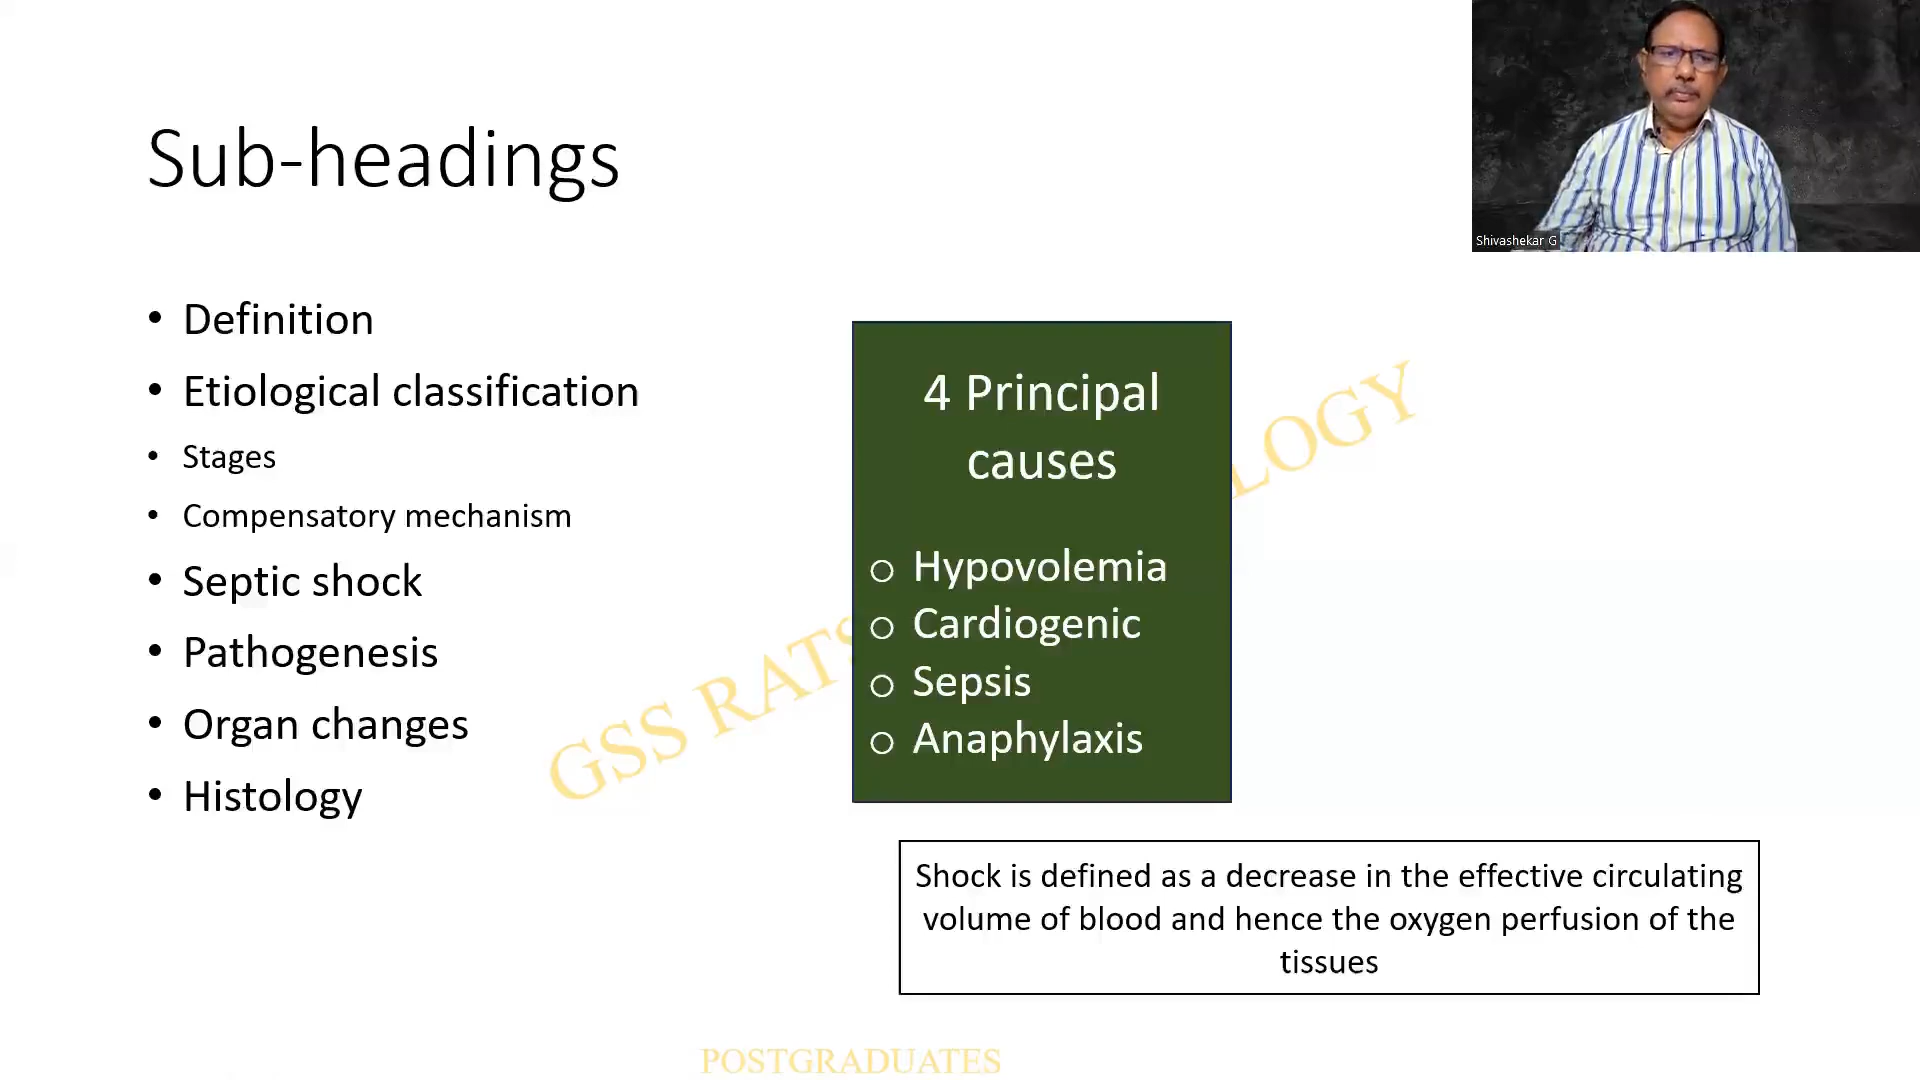 Shivashekar G
Sub-headings
• Definition
• Etiological classification
• Stages
• Compensatory mechanism
• Septic shock
• Pathogenesis
• Organ changes
• Histology
4 Principal
causes
o Hypovolemia
o Cardiogenic
o Sepsis
o Anaphylaxis
Shock is defined as a decrease in the effective circulating
volume of blood and hence the oxygen perfusion of the
tissues
GSS RATS LOGY
POSTGRADUATES